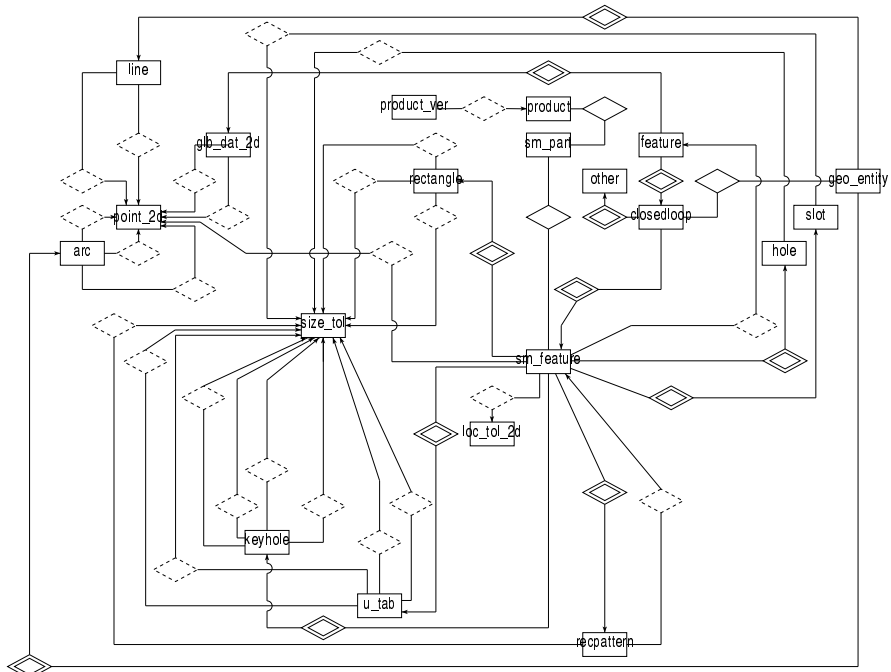 line
product_ver
product
glb_dat_2d
sm_part
feature
rectangle
other
geo_entity
point_2d
closedloop
slot
arc
hole
size_tol
sm_feature
loc_tol_2d
keyhole
u_tab
recpattern